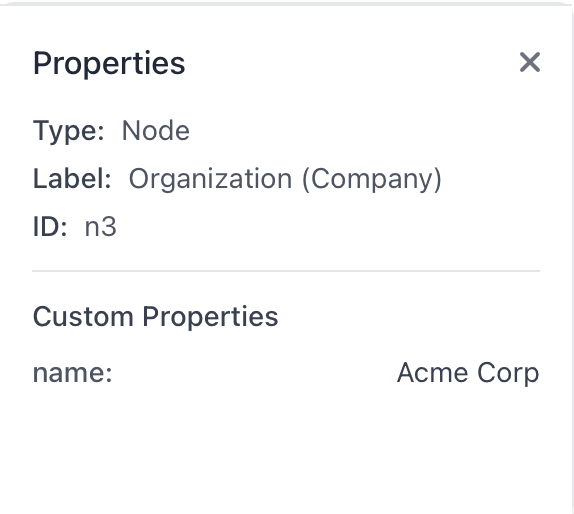 Properties
Type: Node
Label: Organization (Company)
ID: n3
Custom Properties
name: Acme Corp